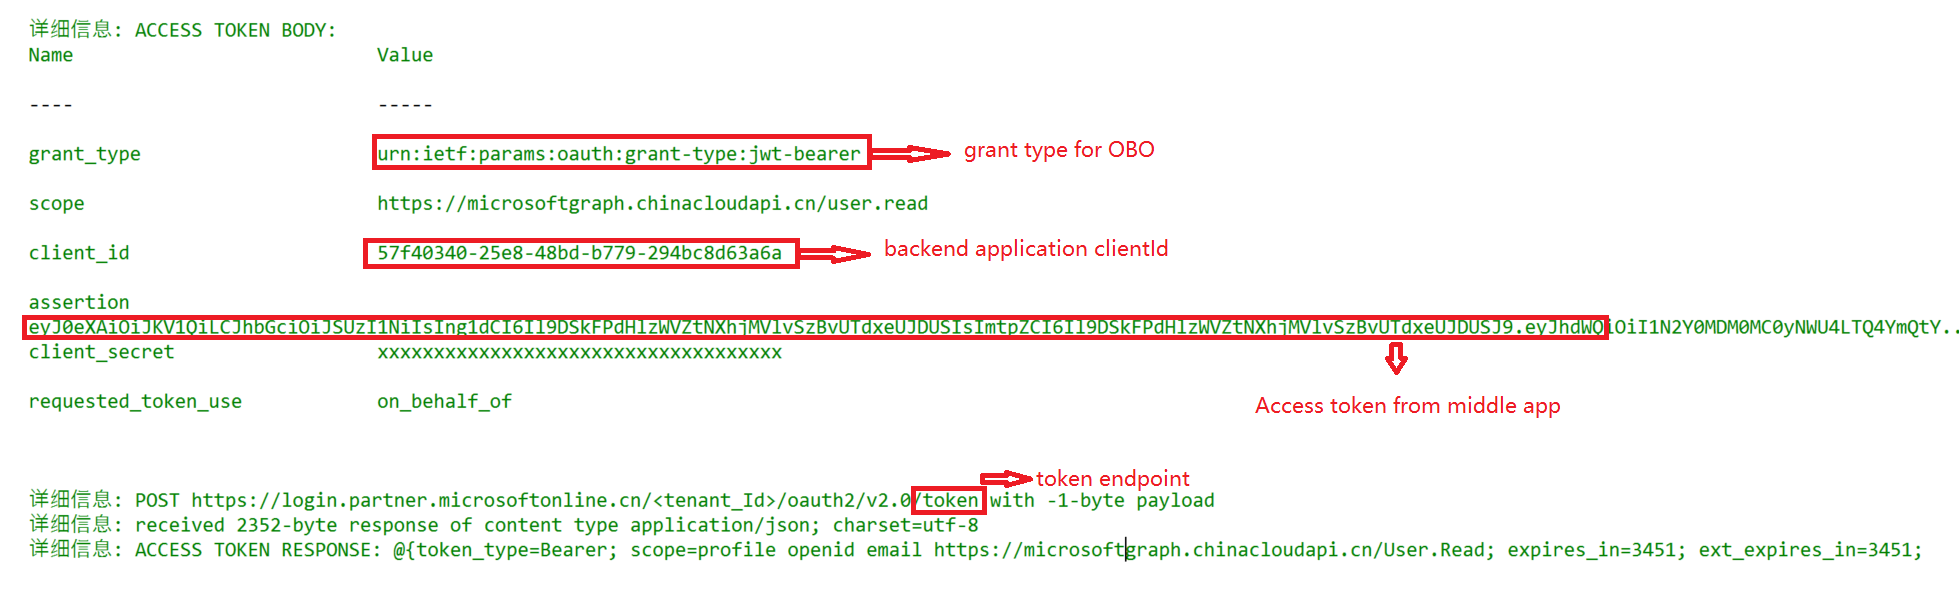 详细信息: ACCESS TOKEN BODY:
Name Value
---- -----
grant_type urn:ietf:params:oauth:grant-type:jwt-bearer grant type for OBO
scope https://microsoftgraph.chinacloudapi.cn/user.read
client_id 57f40340-25e8-48bd-b779-294bc8d63a6a backend application clientId
assertion
eyJ0eXAiOiJKV1QiLCJhbGciOiJSUzI1NiIsIng1dCI6Il9DSkFPdHlzWVZtNXhjMVlvSzBvUTdxeUJDUSIsImtpZCI6Il9DSkFPdHlzWVZtNXhjMVlvSzBvUTdxeUJDUSJ9.eyJhdWQiOiI1N2Y0MDM0MC0yNWU4LTQ4YmQtY..
client_secret xxxxxxxxxxxxxxxxxxxxxxxxxxxxxxxxxxxx
requested_token_use on_behalf_of
Access token from middle app
token endpoint
详细信息: POST https://login.partner.microsoftonline.cn/<tenant_Id>/oauth2/v2.0/token with -1-byte payload
详细信息: received 2352-byte response of content type application/json; charset=utf-8
详细信息: ACCESS TOKEN RESPONSE: @{token_type=Bearer; scope=profile openid email https://microsoftgraph.chinacloudapi.cn/User.Read; expires_in=3451; ext_expires_in=3451;